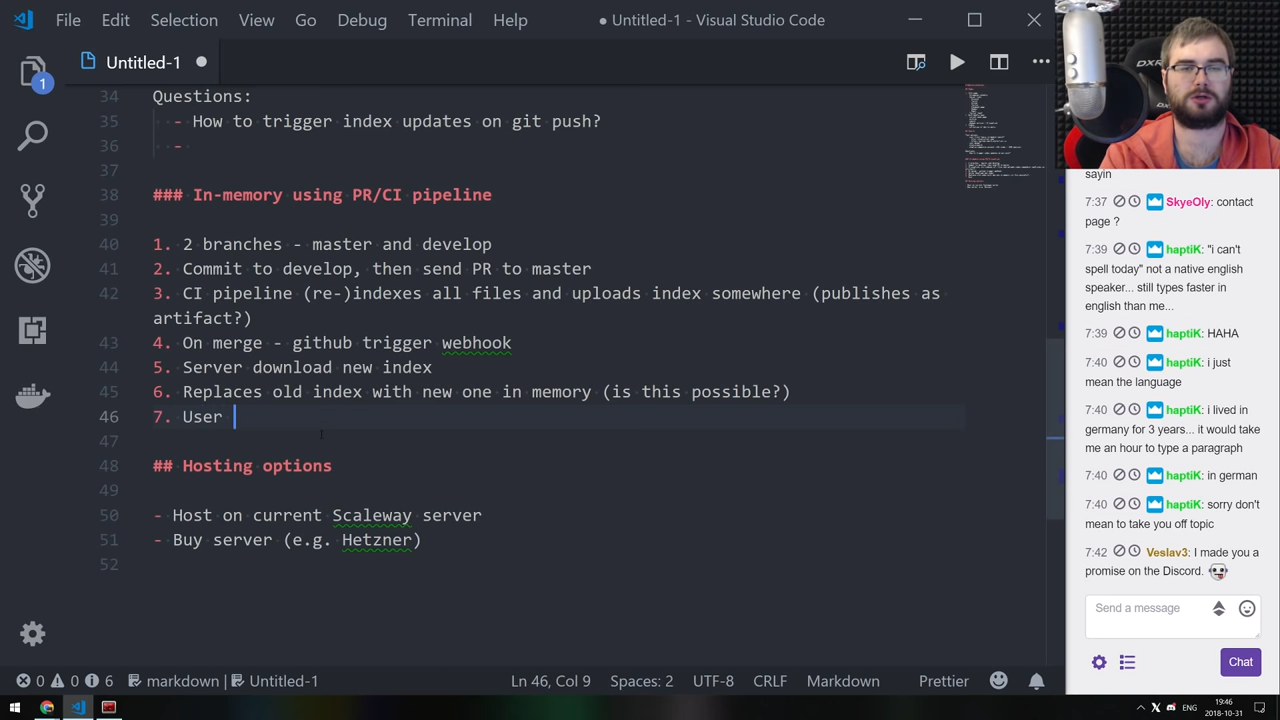 File Edit Selection View Go Debug Terminal Help ● Untitled-1 - Visual Studio Code
Untitled-1
1
34 Questions:
35 - How to trigger index updates on git push?
36 -
37
38 ### In-memory using PR/CI pipeline
39
40 1. 2 branches - master and develop
41 2. Commit to develop, then send PR to master
42 3. CI pipeline (re-)indexes all files and uploads index somewhere (publishes as
artifact?)
43 4. On merge - github trigger webhook
44 5. Server download new index
45 6. Replaces old index with new one in memory (is this possible?)
46 7. User
47
48 ## Hosting options
49
50 - Host on current Scaleway server
51 - Buy server (e.g. Hetzner)
52
0 0 6 markdown Untitled-1 Ln 46, Col 9 Spaces: 2 UTF-8 CRLF Markdown Prettier
DXR
sayin
7:37 SkyeOly: contact
page ?
7:39 haptiK: "i can't
spell today" not a native english
speaker... still types faster in
english than me...
7:39 haptiK: HAHA
7:40 haptiK: i just
mean the language
7:40 haptiK: i lived in
germany for 3 years... it would take
me an hour to type a paragraph
7:40 haptiK: in german
7:40 haptiK: sorry don't
mean to take you off topic
7:42 Veslav3: I made you a
promise on the Discord.
Send a message
Chat
ENG 19:46
2018-10-31